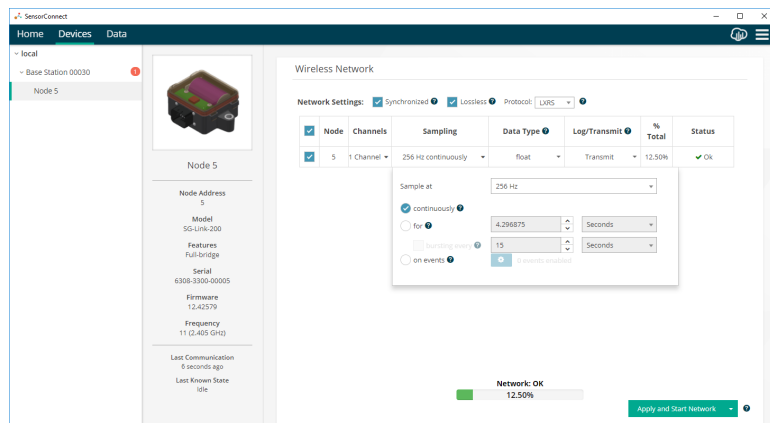 SensorConnect
Home Devices Data
local
Base Station 00030 1
Node 5
Node 5
Node Address
5
Model
SG-Link-200
Features
Full-bridge
Serial
6308-3300-00005
Firmware
12.42579
Frequency
11 (2.405 GHz)
Last Communication
6 seconds ago
Last Known State
Idle
Wireless Network
Network Settings: Synchronized ? Lossless ? Protocol: LXRS ?
Node Channels Sampling Data Type ? Log/Transmit ? % Total Status
5 1 Channel 256 Hz continuously float Transmit 12.50% Ok
Sample at 256 Hz
continuously ?
for ? 4.296875 Seconds
bursting every ? 15 Seconds
on events ? 0 events enabled
Network: OK
12.50%
Apply and Start Network ?